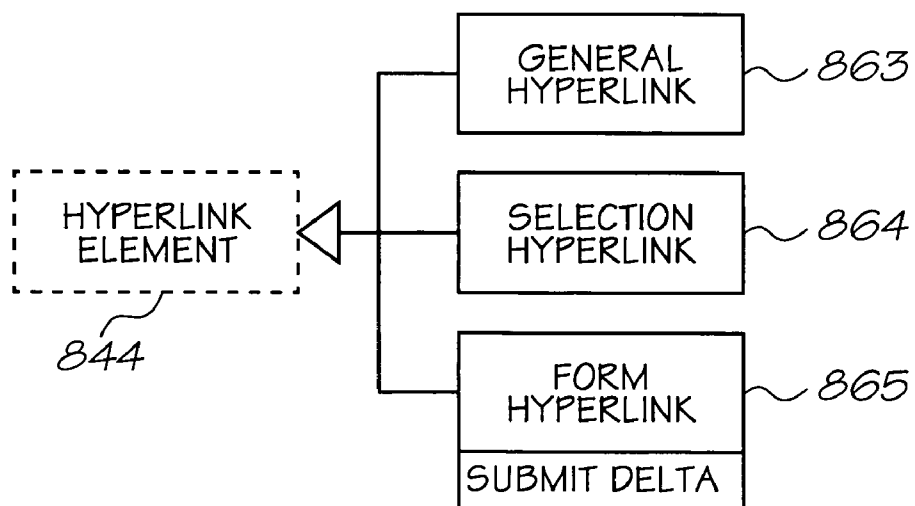 GENERAL
HYPERLINK
863
HYPERLINK
ELEMENT
844
SELECTION
HYPERLINK
864
FORM
HYPERLINK
865
SUBMIT DELTA